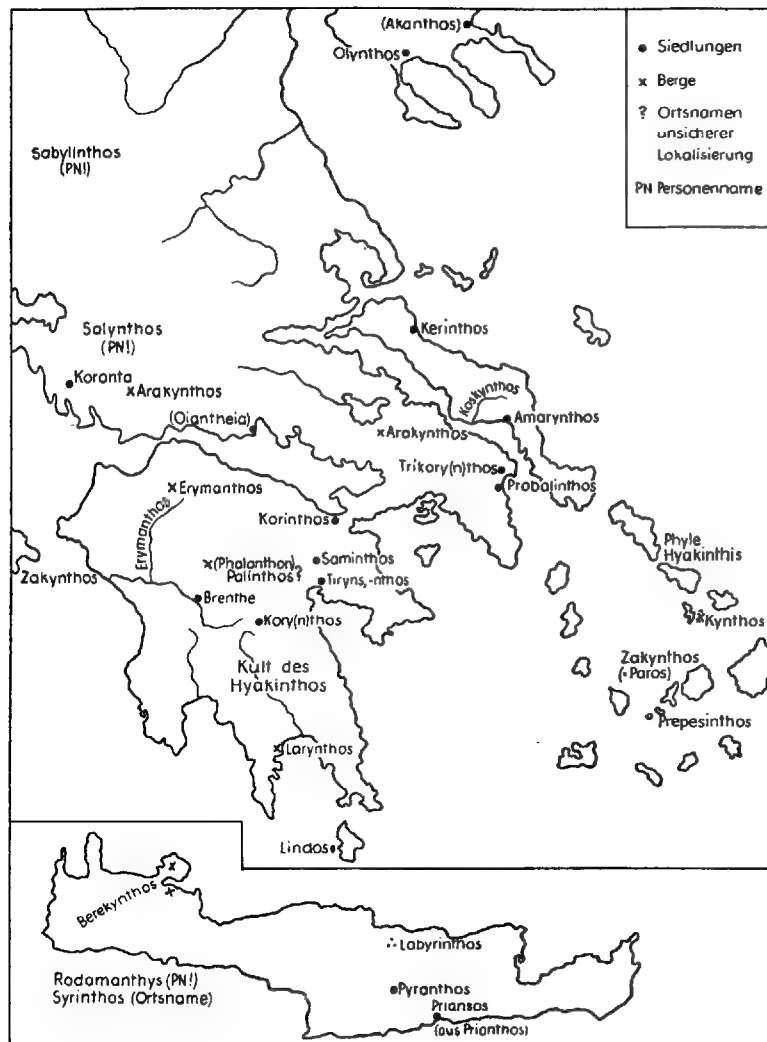 (Akanthos)
Olynthos
Siedlungen
x Berge
? Ortsnamen
unsicherer
Lokalisierung
PN Personenname
Sabylinthos
(PN!)
Salynthos
(PN!)
Kerinthos
Koranta
Arakynthos
Koskynthos
(Oiantheia)
Amarynthos
Arakynthos
Trikory(n)thos
Probalinthos
Erymanthos
Erymanthos
Korinthos
Phyle
Hyakinthis
Saminthos
(Phalanthon)
Palinthos?
Zakynthos
Tiryns,-nthos
Brenthe
Kynthos
Kory(n)thos
Zakynthos
(·Paros)
Kult des
Hyakinthos
Prepesinthos
Larynthos
Lindos
Berekynthos
Labyrinthos
Rodamanthys (PN!)
Syrinthos (Ortsname)
Pyranthos
Priansos
(aus Prianthos)